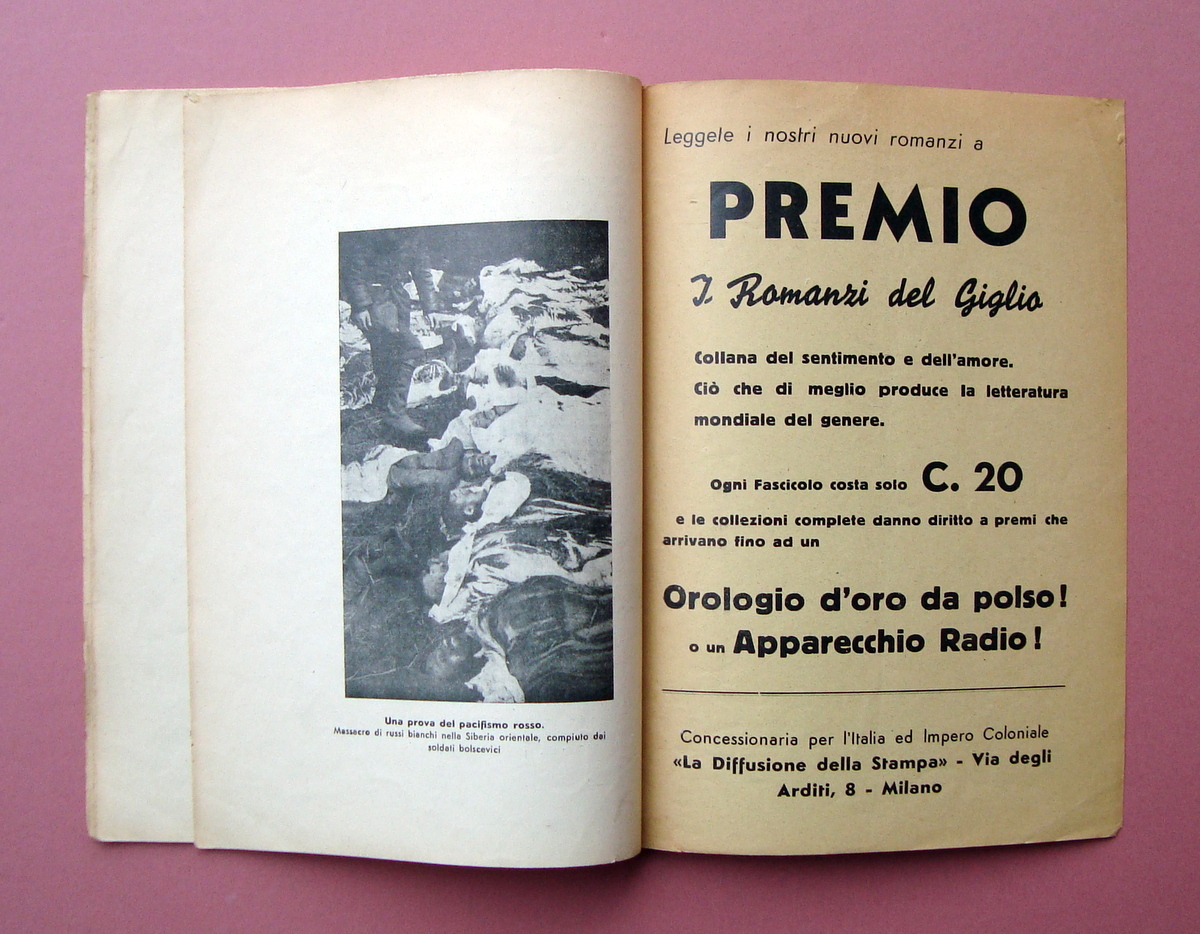 Una prova del pacifismo rosso.
Massacro di russi bianchi nella Siberia orientale, compiuto dai
soldati bolscevici
Leggete i nostri nuovi romanzi a
PREMIO
I Romanzi del Giglio
Collana del sentimento e dell'amore.
Ciò che di meglio produce la letteratura
mondiale del genere.
Ogni Fascicolo costa solo C. 20
e le collezioni complete danno diritto a premi che
arrivano fino ad un
Orologio d'oro da polso!
o un Apparecchio Radio!
Concessionaria per l'Italia ed Impero Coloniale
«La Diffusione della Stampa» - Via degli
Arditi, 8 - Milano